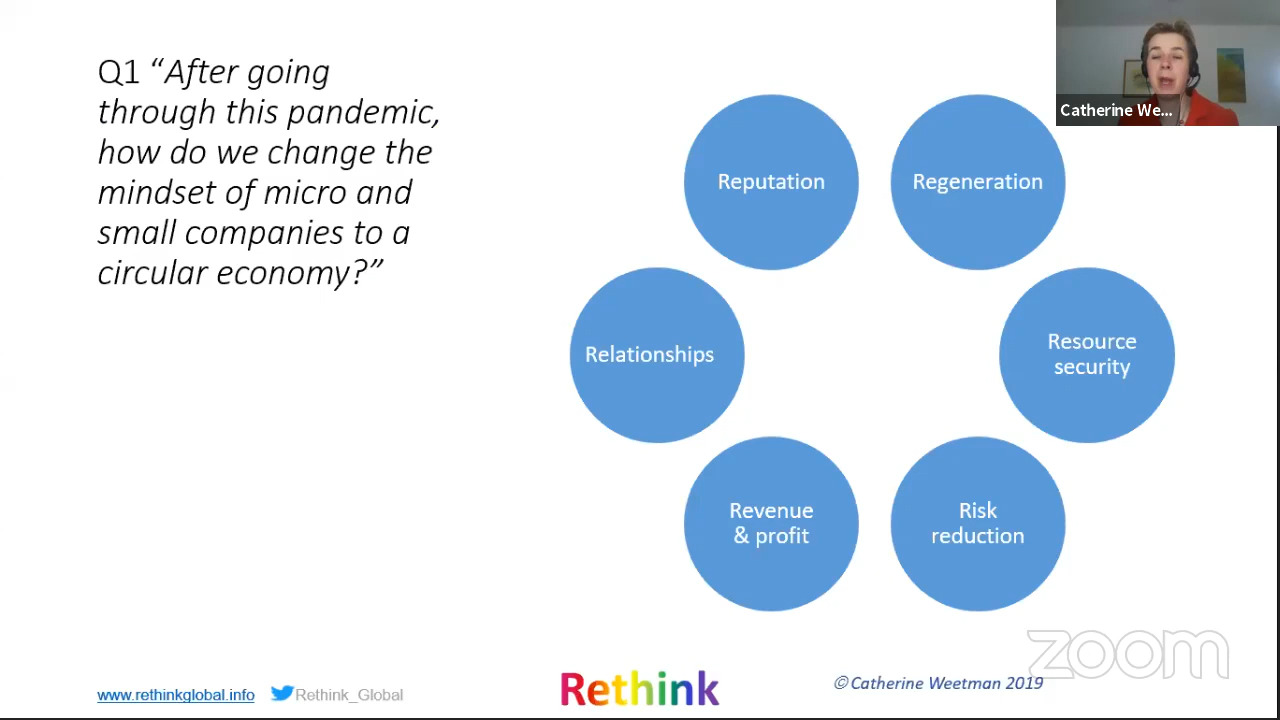 Q1 “After going
through this pandemic,
how do we change the
mindset of micro and
small companies to a
circular economy?”
Catherine We...
Reputation
Regeneration
Relationships
Resource
security
Revenue
& profit
Risk
reduction
zoom
www.rethinkglobal.info
Rethink_Global
Rethink
© Catherine Weetman 2019